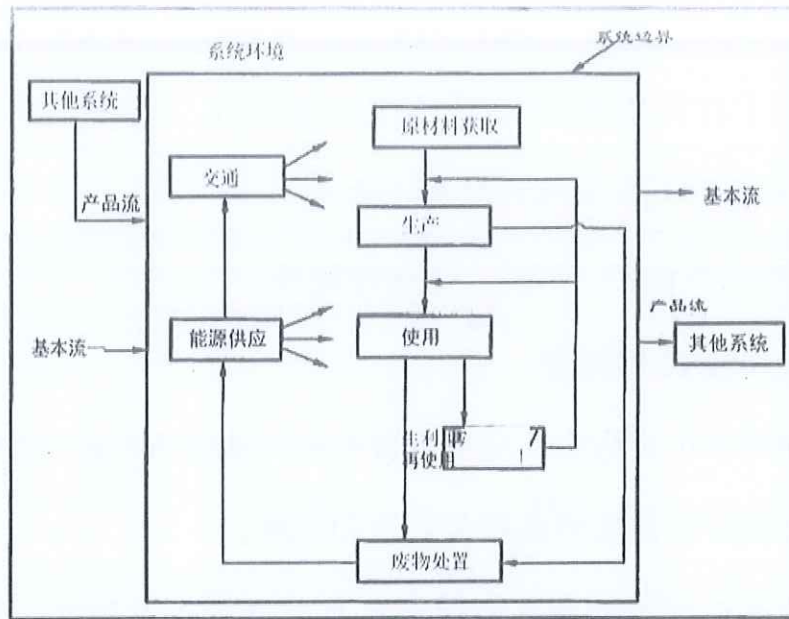 系统环境
系统边界
其他系统
原材料获取
交通
产品流
基本流
生产
产品流
能源供应
使用
其他系统
基本流
再使用
废物处置